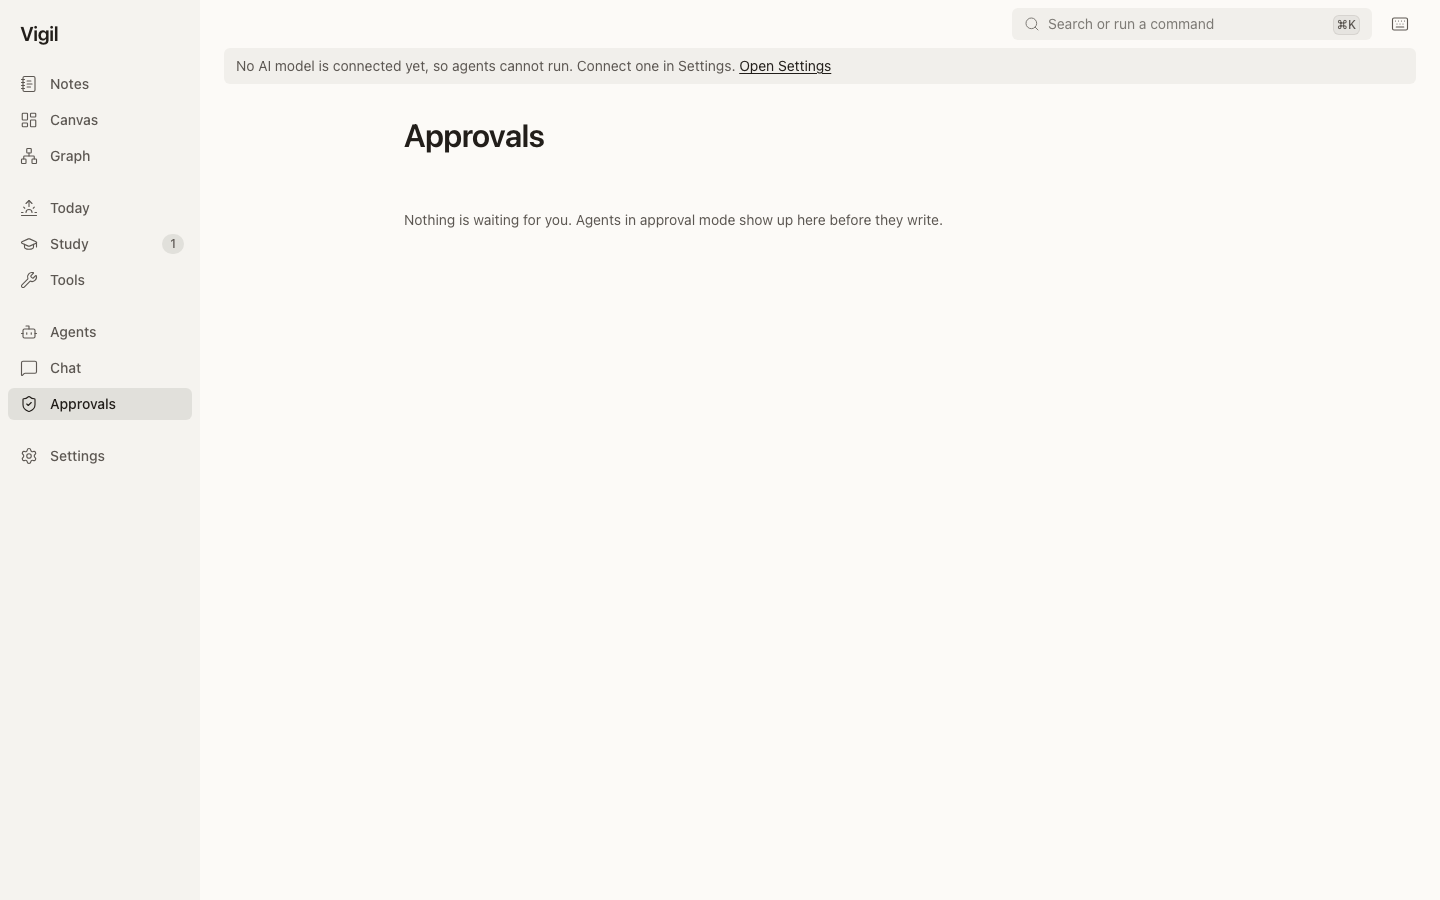 Vigil
Search or run a command
⌘K
No AI model is connected yet, so agents cannot run. Connect one in Settings. Open Settings
Notes
Canvas
Graph
Today
Study
1
Tools
Agents
Chat
Approvals
Settings
Approvals
Nothing is waiting for you. Agents in approval mode show up here before they write.